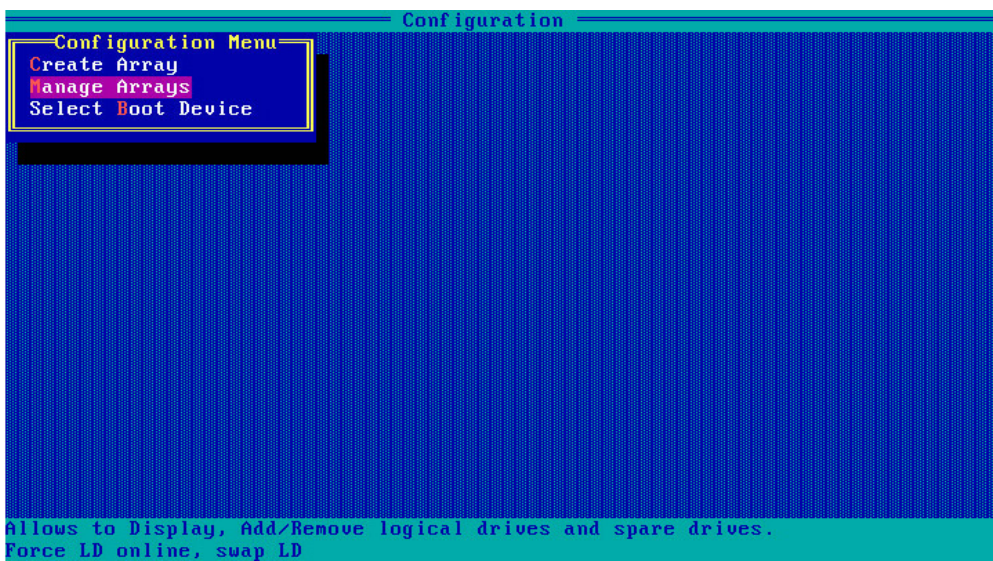 Configuration
Configuration Menu
Create Array
Manage Arrays
Select Boot Device
Allows to Display, Add/Remove logical drives and spare drives.
Force LD online, swap LD